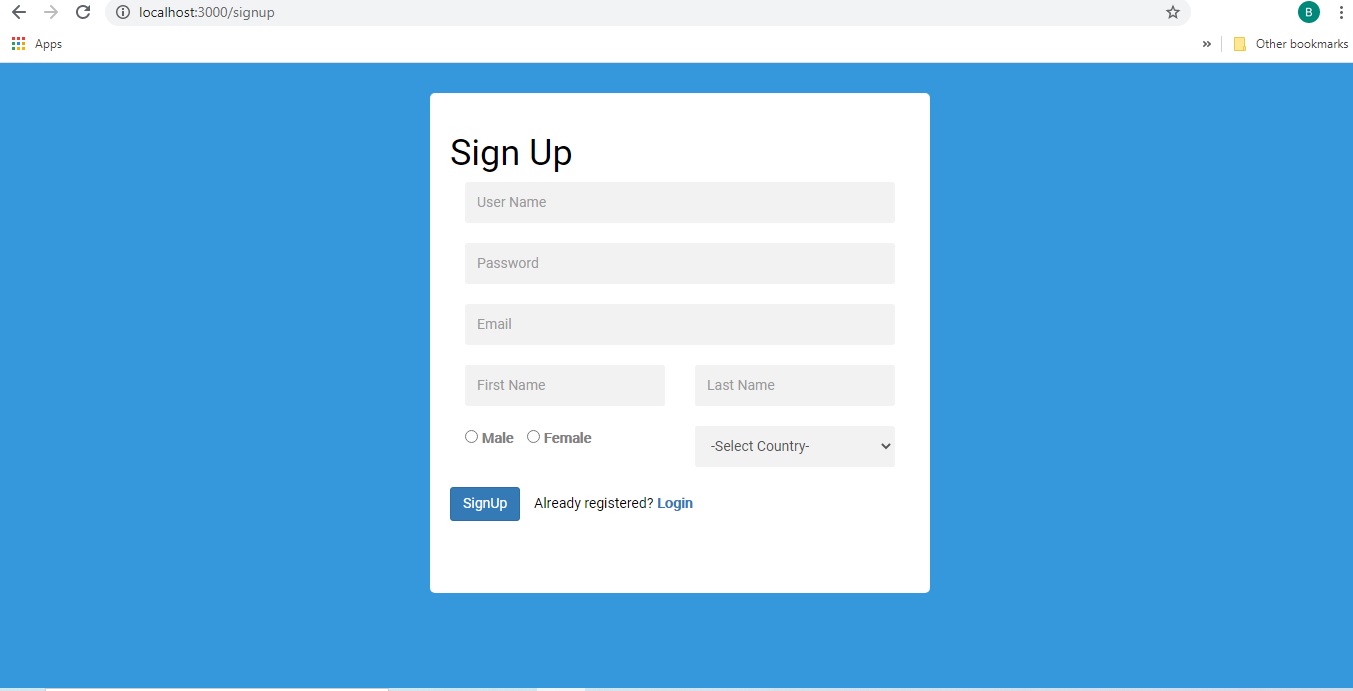 localhost:3000/signup
B
Apps
» Other bookmarks
Sign Up
User Name
Password
Email
First Name Last Name
Male Female -Select Country-
SignUp Already registered? Login